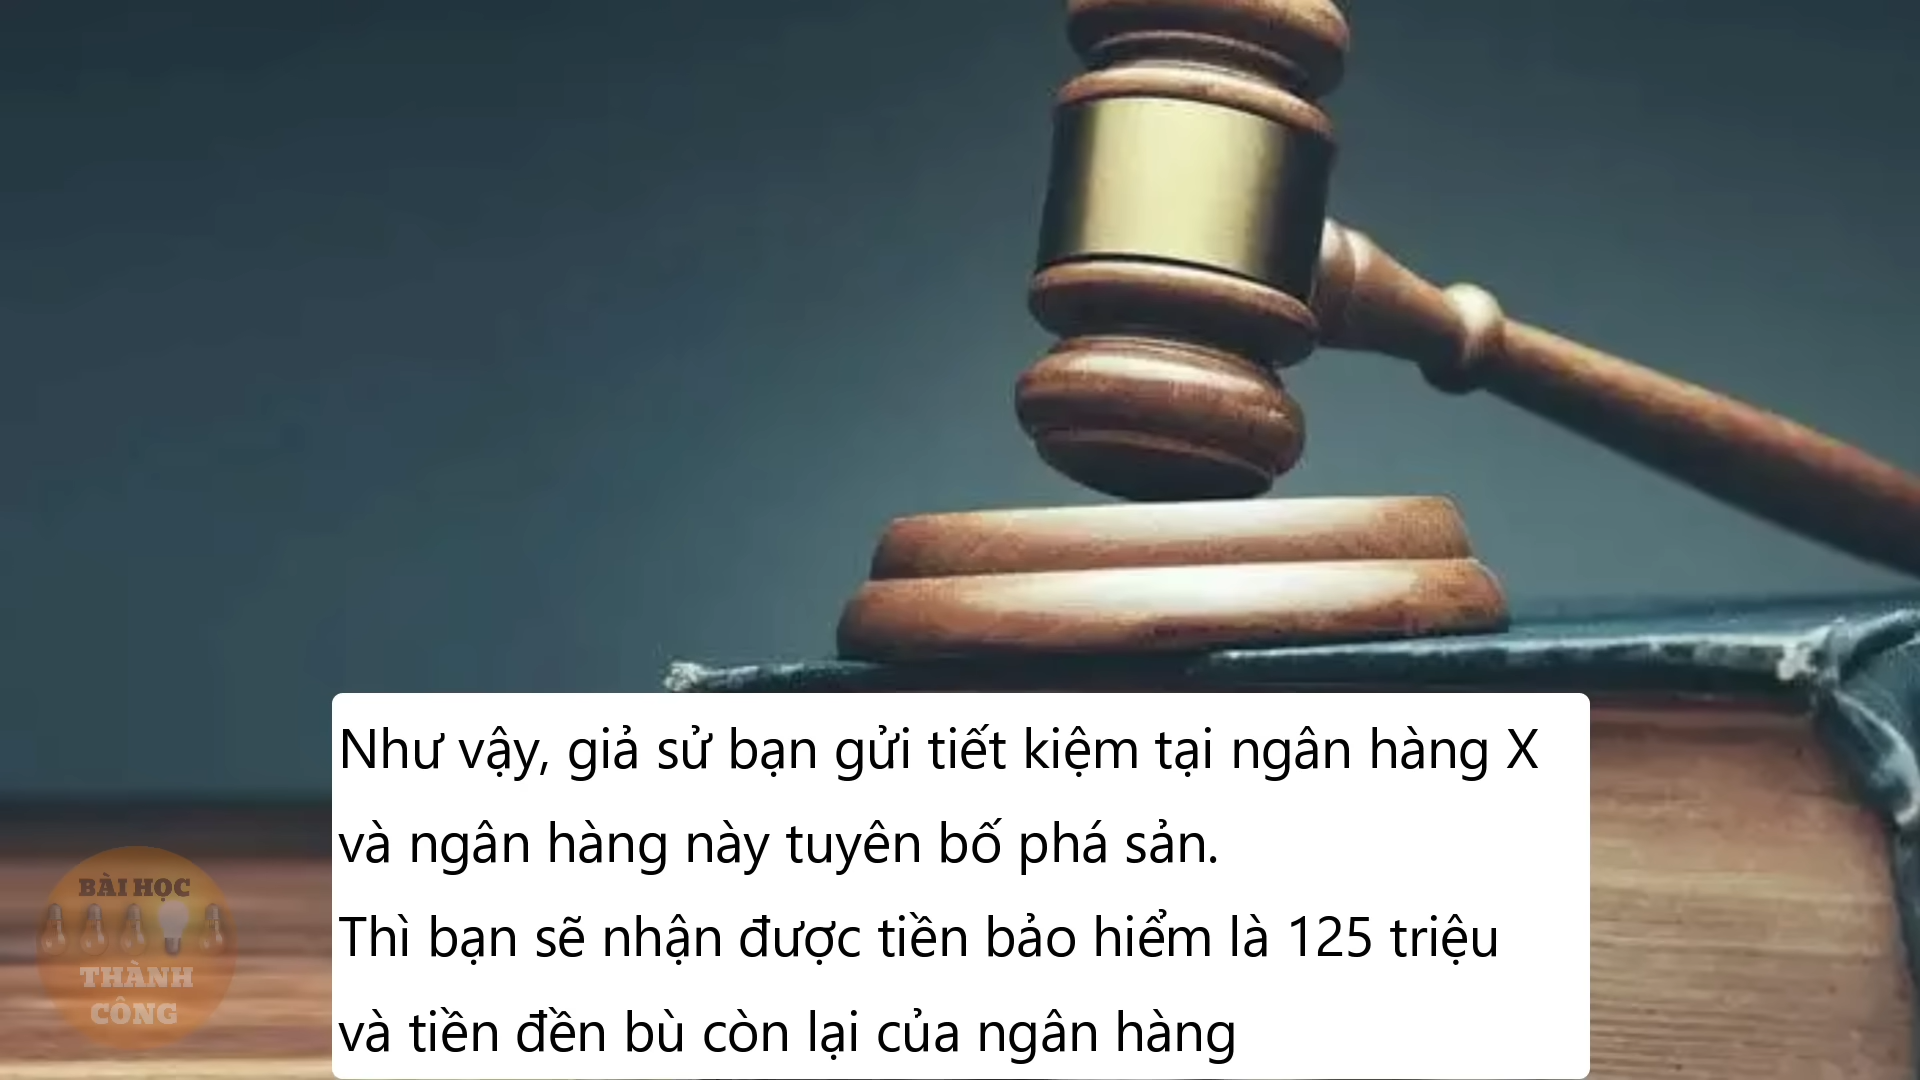 Như vậy, giả sử bạn gửi tiết kiệm tại ngân hàng X
và ngân hàng này tuyên bố phá sản.
Thì bạn sẽ nhận được tiền bảo hiểm là 125 triệu
và tiền đền bù còn lại của ngân hàng
BÀI HỌC
THÀNH
CÔNG